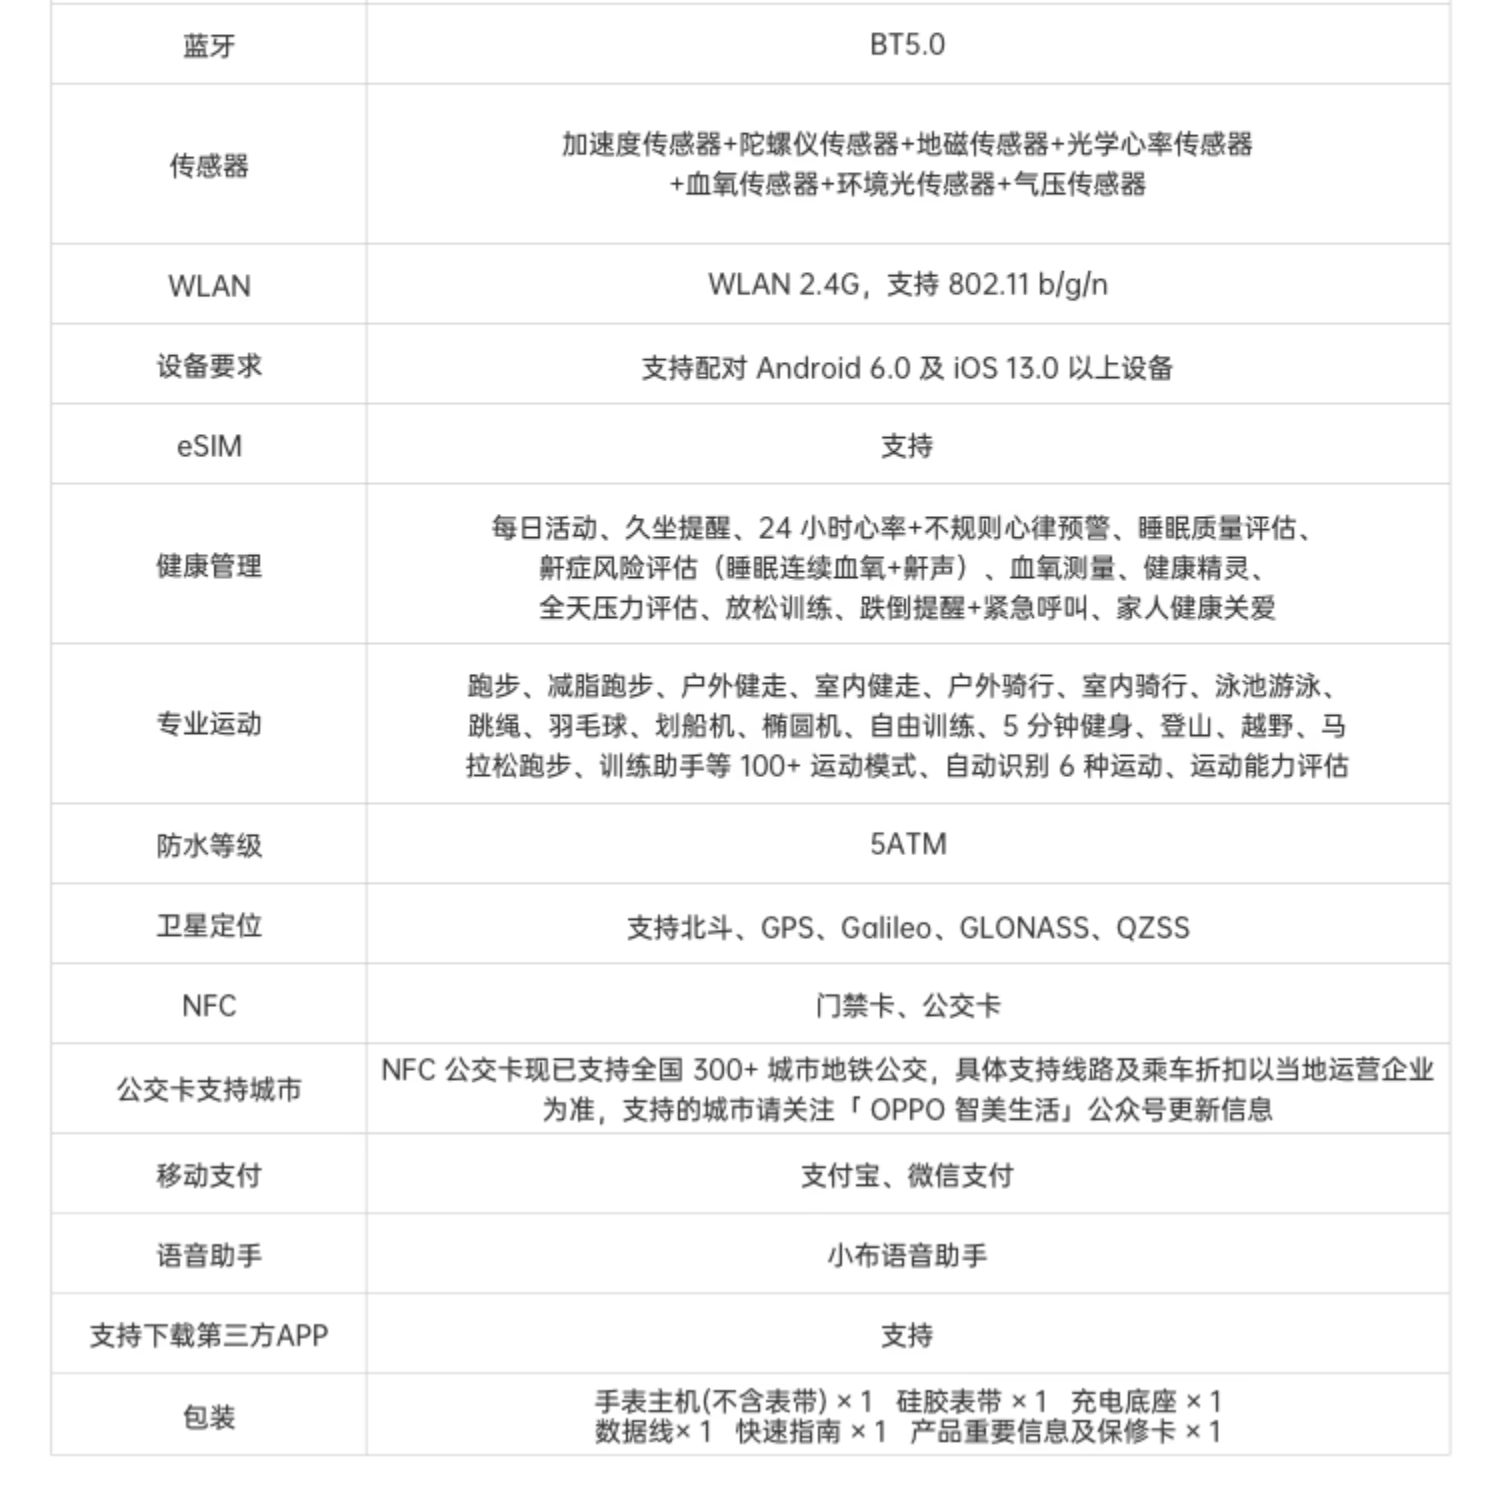 蓝牙
BT5.0
传感器
加速度传感器+陀螺仪传感器+地磁传感器+光学心率传感器
+血氧传感器+环境光传感器+气压传感器
WLAN
WLAN 2.4G，支持 802.11 b/g/n
设备要求
支持配对 Android 6.0 及 iOS 13.0 以上设备
eSIM
支持
健康管理
每日活动、久坐提醒、24 小时心率+不规则心律预警、睡眠质量评估、
鼾症风险评估（睡眠连续血氧+鼾声）、血氧测量、健康精灵、
全天压力评估、放松训练、跌倒提醒+紧急呼叫、家人健康关爱
专业运动
跑步、减脂跑步、户外健走、室内健走、户外骑行、室内骑行、泳池游泳、
跳绳、羽毛球、划船机、椭圆机、自由训练、5 分钟健身、登山、越野、马
拉松跑步、训练助手等 100+ 运动模式、自动识别 6 种运动、运动能力评估
防水等级
5ATM
卫星定位
支持北斗、GPS、Galileo、GLONASS、QZSS
NFC
门禁卡、公交卡
公交卡支持城市
NFC 公交卡现已支持全国 300+ 城市地铁公交，具体支持线路及乘车折扣以当地运营企业
为准，支持的城市请关注「 OPPO 智美生活」公众号更新信息
移动支付
支付宝、微信支付
语音助手
小布语音助手
支持下载第三方APP
支持
包装
手表主机(不含表带) × 1 硅胶表带 × 1 充电底座 × 1
数据线× 1 快速指南 × 1 产品重要信息及保修卡 × 1